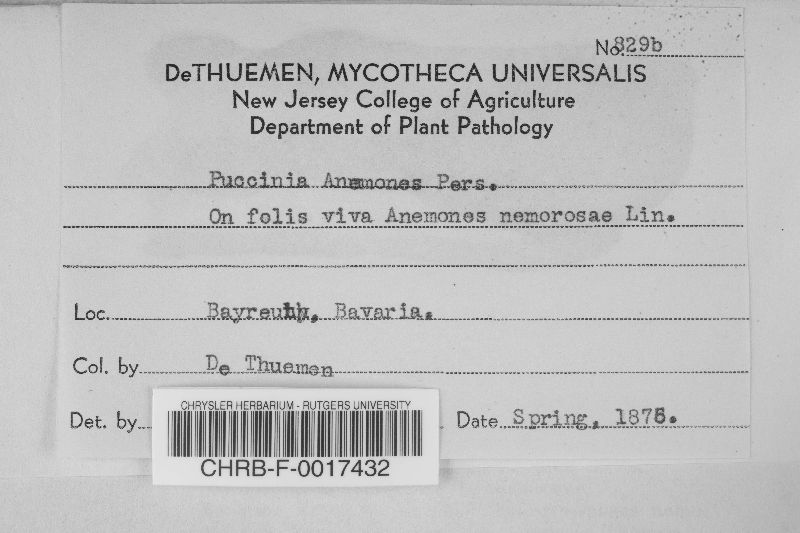 No. 829b
DeTHUEMEN, MYCOTHECA UNIVERSALIS
New Jersey College of Agriculture
Department of Plant Pathology
Puccinia Anemones Pers.
On folis viva Anemones nemorosae Lin.
Loc. Bayreuth, Bavaria.
Col. by De Thuemen
Det. by
Date Spring, 1875.
CHRYSLER HERBARIUM - RUTGERS UNIVERSITY
CHRB-F-0017432